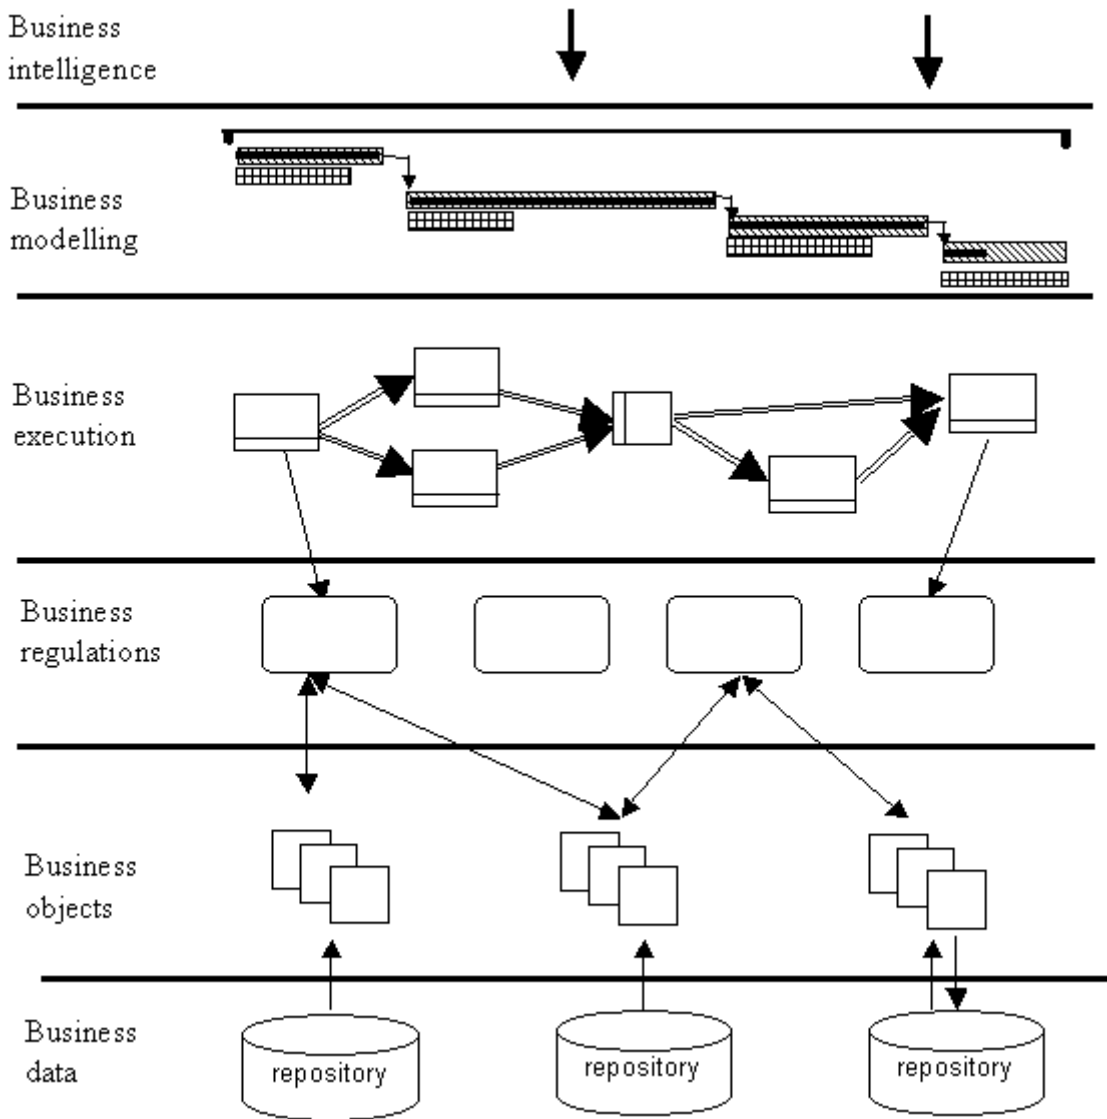 Business
intelligence
Business
modelling
Business
execution
Business
regulations
Business
objects
Business
data
repository
repository
repository